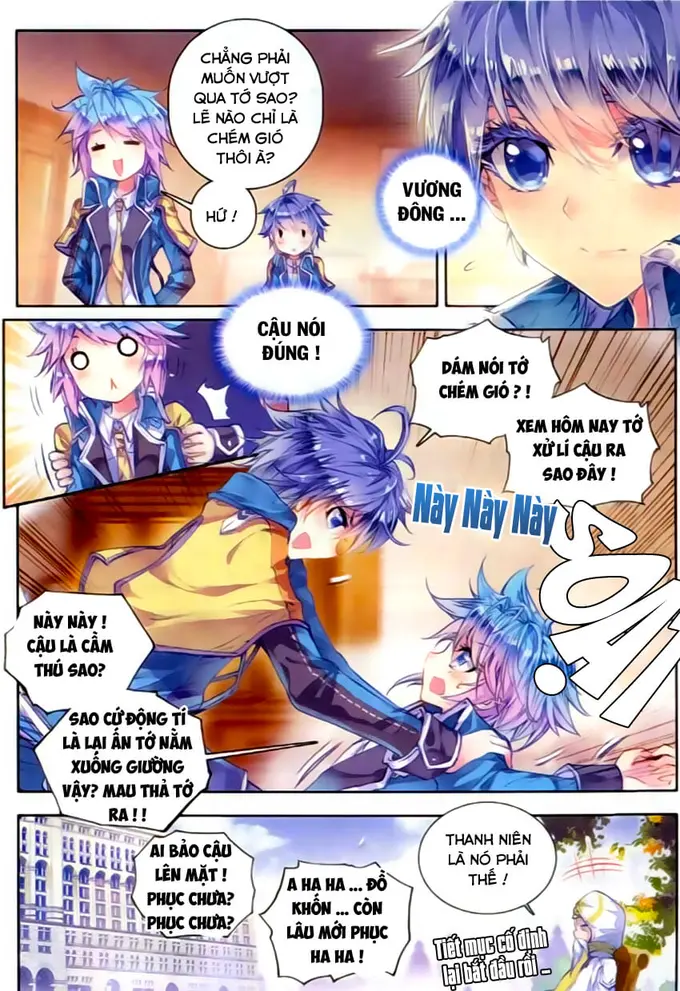 CHẲNG PHẢI
MUỐN VƯỢT
QUA TỚ SAO?
LẼ NÀO CHỈ LÀ
CHÉM GIÓ
THÔI À?
HỨ !
VƯƠNG
ĐÔNG ...
CẬU NÓI
ĐÚNG !
DÁM NÓI TỚ
CHÉM GIÓ ? !
XEM HÔM NAY TỚ
XỬ LÍ CẬU RA
SAO ĐÂY !
NÀY NÀY NÀY
SOẠT
NÀY NÀY !
CẬU LÀ CẦM
THÚ SAO?
SAO CỨ ĐỘNG TÍ
LÀ LẠI ẤN TỚ NẰM
XUỐNG GIƯỜNG
VẬY? MAU THẢ TỚ
RA ! !
AI BẢO CẬU
LÊN MẶT !
PHỤC CHƯA?
PHỤC CHƯA?
A HA HA ... ĐỒ
KHỐN ... CÒN
LÂU MỚI PHỤC
HA HA !
THANH NIÊN
LÀ NÓ PHẢI
THẾ !
Tiết mục cố định
lại bắt đầu rồi ...